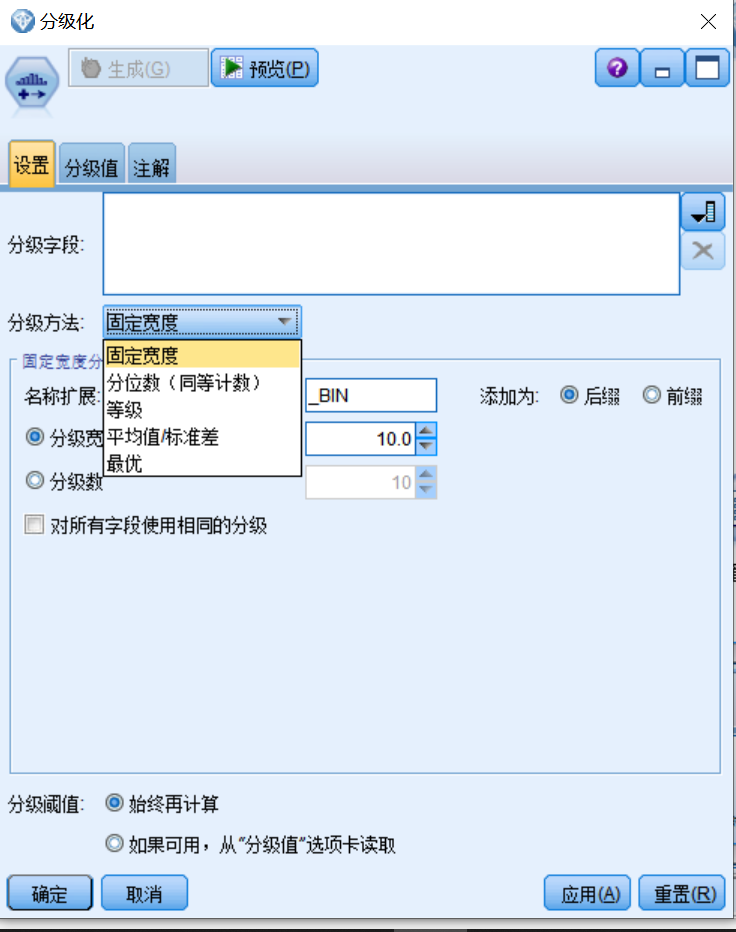 分级化
生成(G)
预览(P)
设置
分级值
注解
分级字段:
分级方法:
固定宽度
固定宽度
分位数（同等计数）
等级
平均值/标准差
最优
固定宽度分
名称扩展:
_BIN
添加为:
后缀
前缀
分级宽
10.0
分级数
10
对所有字段使用相同的分级
分级阈值:
始终再计算
如果可用，从“分级值”选项卡读取
确定
取消
应用(A)
重置(R)